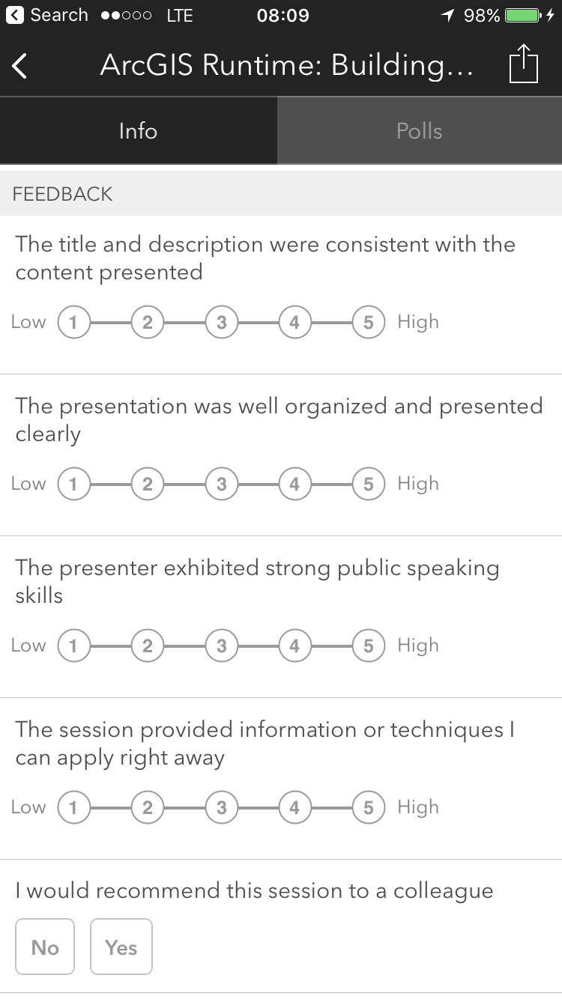 Search LTE 08:09 98%
ArcGIS Runtime: Building...
Info Polls
FEEDBACK
The title and description were consistent with the
content presented
Low 1 2 3 4 5 High
The presentation was well organized and presented
clearly
Low 1 2 3 4 5 High
The presenter exhibited strong public speaking
skills
Low 1 2 3 4 5 High
The session provided information or techniques I
can apply right away
Low 1 2 3 4 5 High
I would recommend this session to a colleague
No Yes